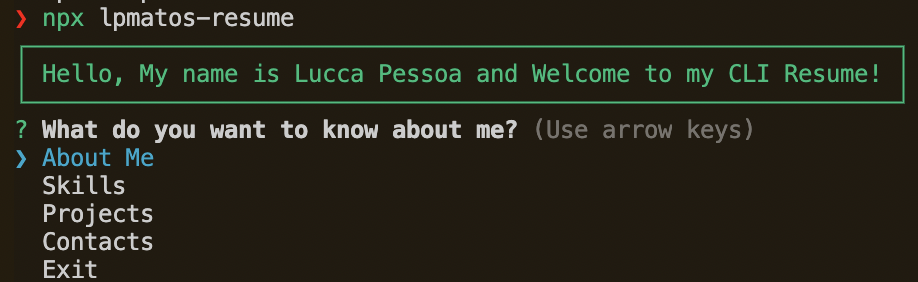 ❯ npx lpmatos-resume
Hello, My name is Lucca Pessoa and Welcome to my CLI Resume!
? What do you want to know about me? (Use arrow keys)
❯ About Me
Skills
Projects
Contacts
Exit